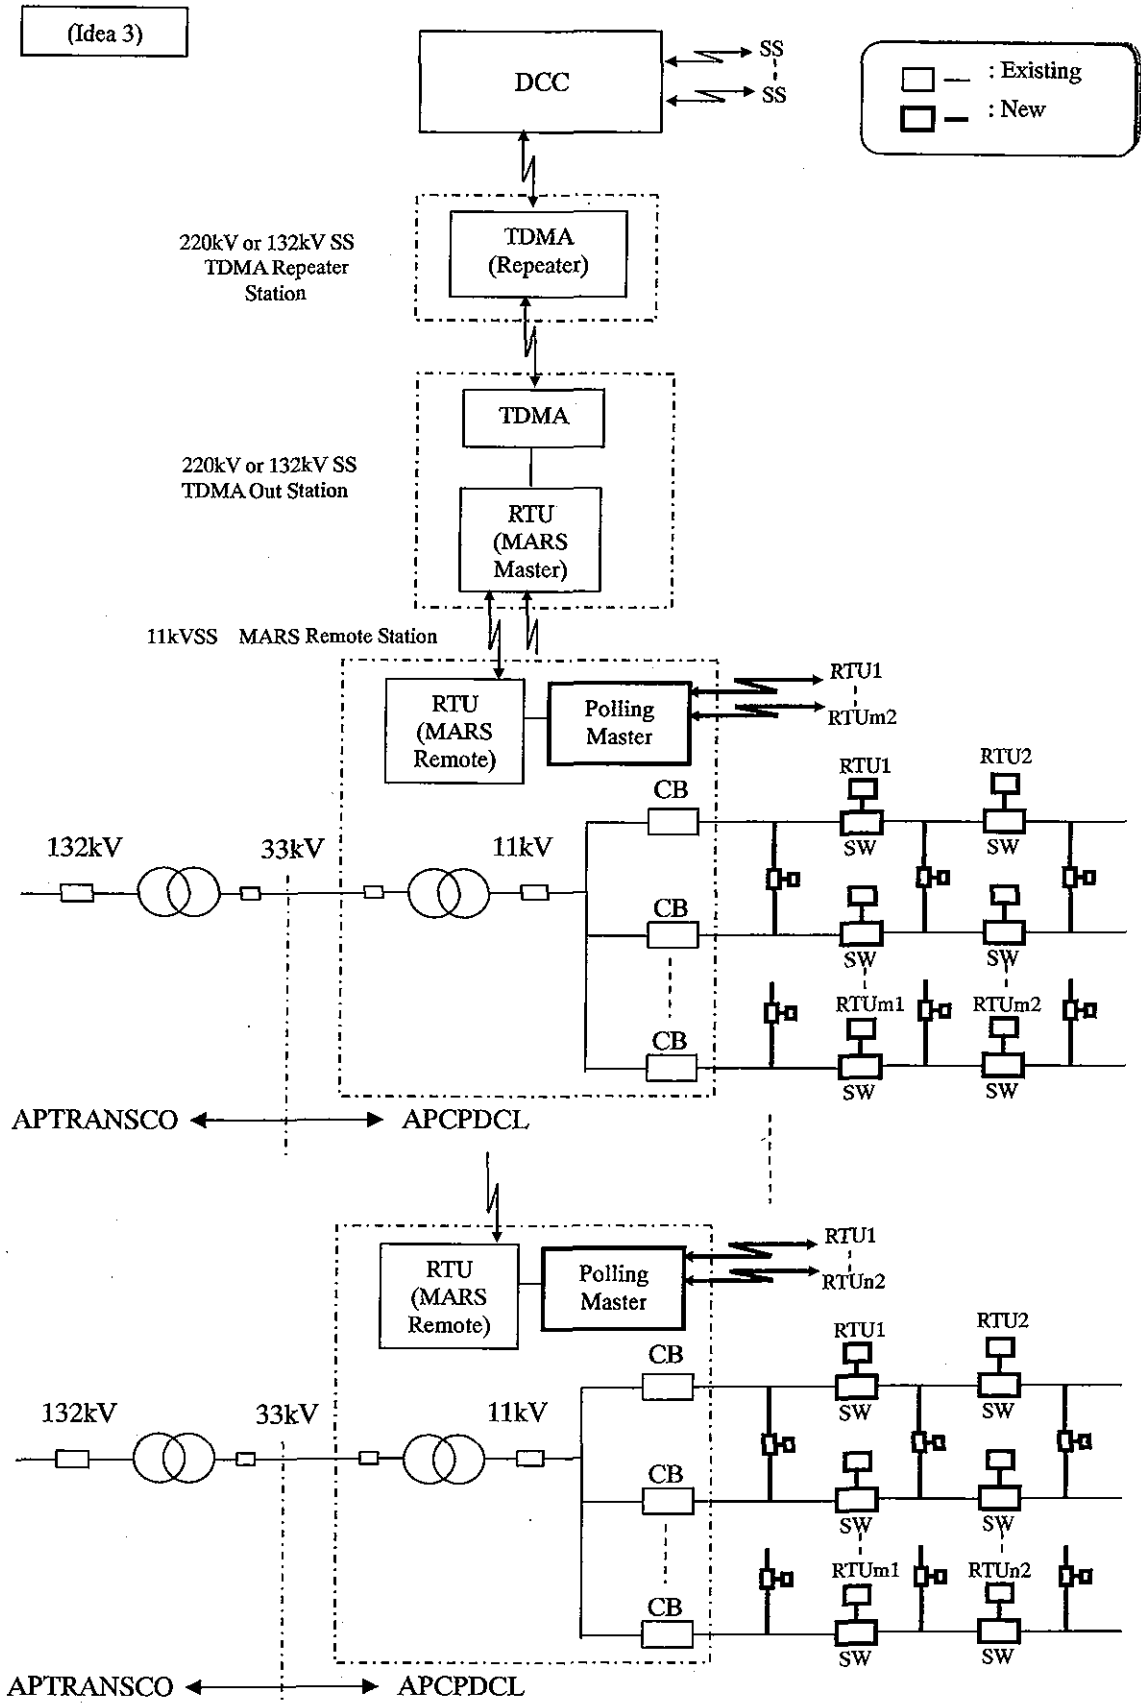 (Idea 3)
DCC
SS
SS
: Existing
: New
TDMA
(Repeater)
220kV or 132kV SS
TDMA Repeater
Station
TDMA
220kV or 132kV SS
TDMA Out Station
RTU
(MARS
Master)
11kVSS MARS Remote Station
RTU
(MARS
Remote)
Polling
Master
RTU1
RTUm2
CB
RTU1
RTU2
132kV
33kV
11kV
SW
SW
CB
SW
SW
RTUm1
RTUm2
CB
SW
SW
APTRANSCO
APCPDCL
RTU
(MARS
Remote)
Polling
Master
RTU1
RTUn2
CB
RTU1
RTU2
132kV
33kV
11kV
SW
SW
CB
SW
SW
RTUm1
RTUn2
CB
SW
SW
APTRANSCO
APCPDCL